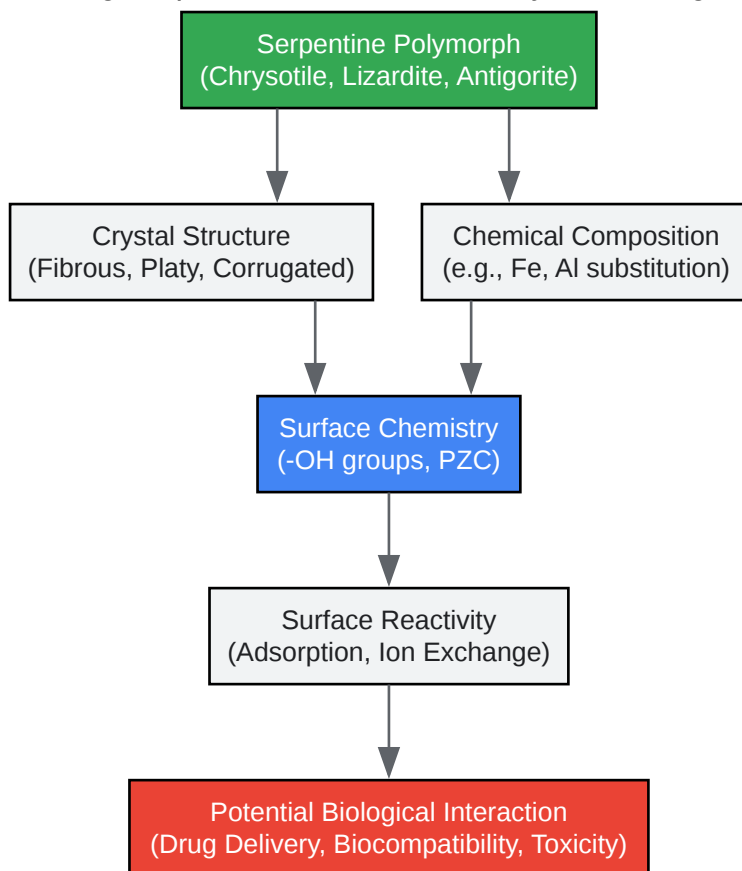 Serpentine Polymorph
(Chrysotile, Lizardite, Antigorite)
Crystal Structure
(Fibrous, Platy, Corrugated)
Chemical Composition
(e.g., Fe, Al substitution)
Surface Chemistry
(-OH groups, PZC)
Surface Reactivity
(Adsorption, Ion Exchange)
Potential Biological Interaction
(Drug Delivery, Biocompatibility, Toxicity)